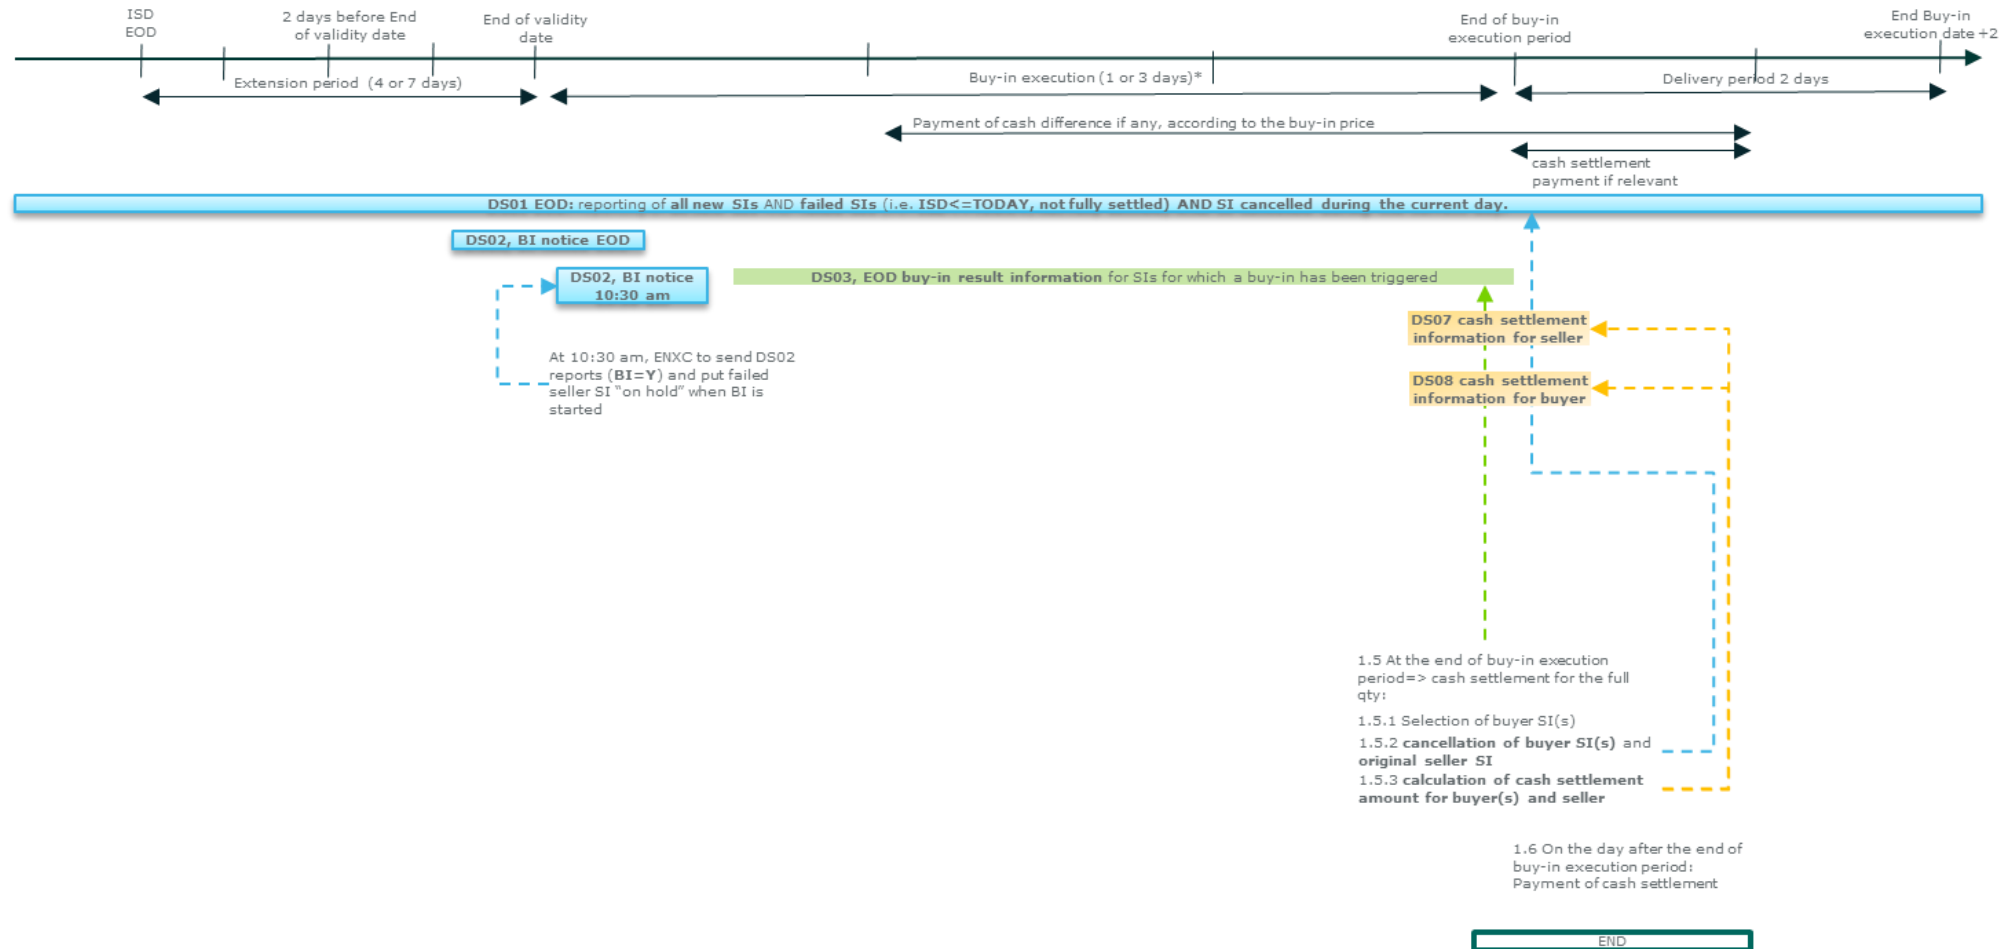 ISD
EOD
2 days before End
of validity date
End of validity
date
End of buy-in
execution period
End Buy-in
execution date +2
Extension period (4 or 7 days)
Buy-in execution (1 or 3 days)*
Delivery period 2 days
Payment of cash difference if any, according to the buy-in price
cash settlement
payment if relevant
DS01 EOD: reporting of all new SIs AND failed SIs (i.e. ISD<=TODAY, not fully settled) AND SI cancelled during the current day.
DS02, BI notice EOD
DS02, BI notice
10:30 am
DS03, EOD buy-in result information for SIs for which a buy-in has been triggered
DS07 cash settlement
information for seller
At 10:30 am, ENXC to send DS02
reports (BI=Y) and put failed
seller SI "on hold" when BI is
started
DS08 cash settlement
information for buyer
1.5 At the end of buy-in execution
period=> cash settlement for the full
qty:
1.5.1 Selection of buyer SI(s)
1.5.2 cancellation of buyer SI(s) and
original seller SI
1.5.3 calculation of cash settlement
amount for buyer(s) and seller
1.6 On the day after the end of
buy-in execution period:
Payment of cash settlement
END